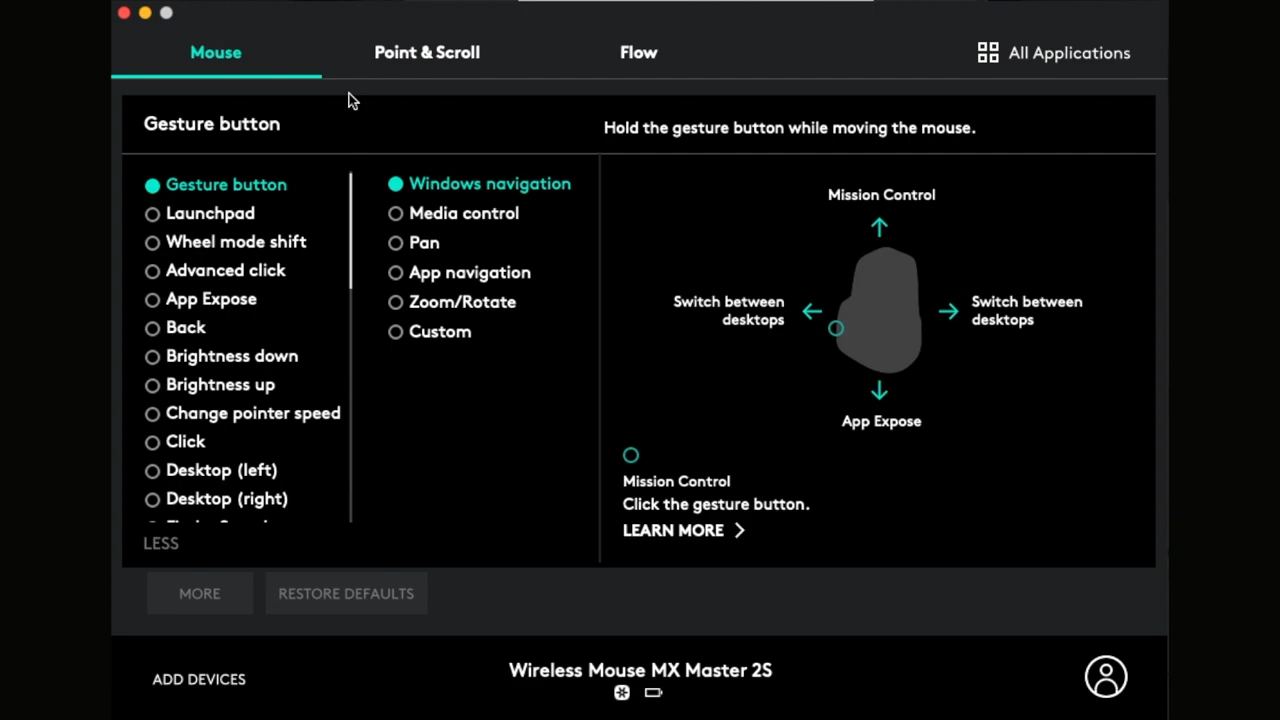 Mouse
Point & Scroll
Flow
All Applications
Gesture button
Hold the gesture button while moving the mouse.
Gesture button
Launchpad
Wheel mode shift
Advanced click
App Expose
Back
Brightness down
Brightness up
Change pointer speed
Click
Desktop (left)
Desktop (right)
LESS
Windows navigation
Media control
Pan
App navigation
Zoom/Rotate
Custom
Mission Control
Switch between
desktops
Switch between
desktops
App Expose
Mission Control
Click the gesture button.
LEARN MORE
MORE
RESTORE DEFAULTS
ADD DEVICES
Wireless Mouse MX Master 2S